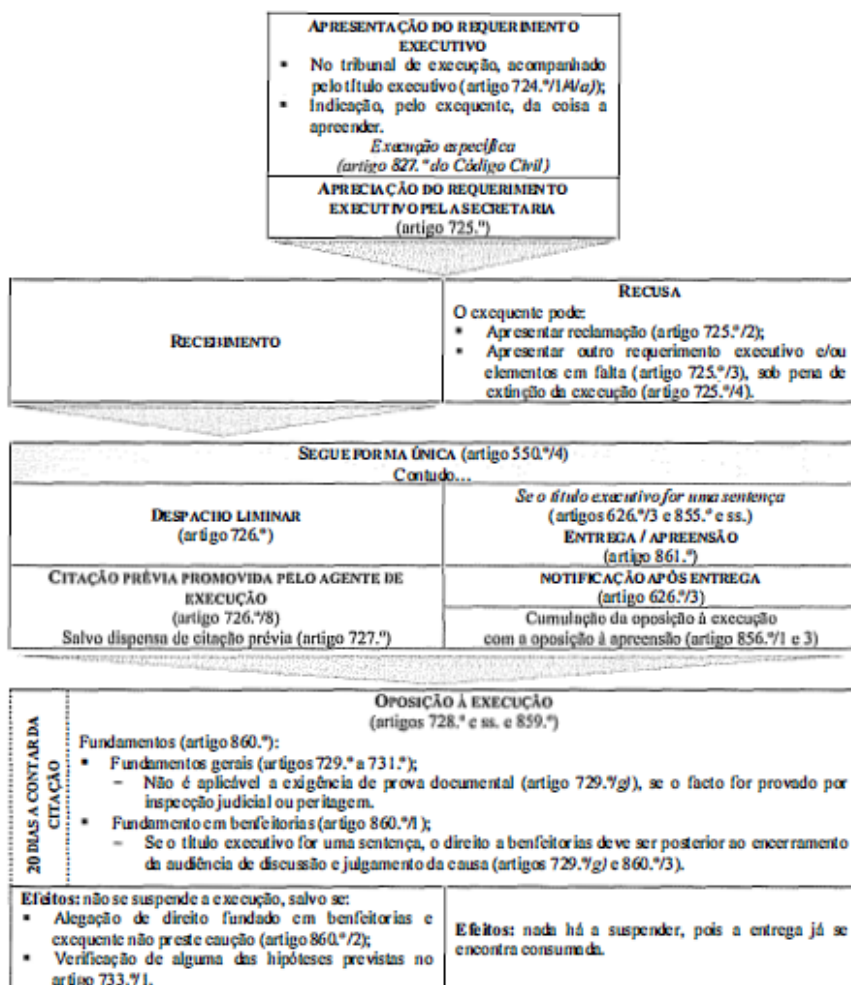 APRESENTAÇÃO DO REQUERIMENTO
EXECUTIVO
▪ No tribunal de execução, acompanhado
pelo título executivo (artigo 724.º/1/4/a));
▪ Indicação, pelo exequente, da coisa a
apreender.
Execução específica
(artigo 827.º do Código Civil)
APRECIAÇÃO DO REQUERIMENTO
EXECUTIVO PELA SECRETARIA
(artigo 725.º)
RECEBIMENTO
RECUSA
O exequente pode:
▪ Apresentar reclamação (artigo 725.º/2);
▪ Apresentar outro requerimento executivo e/ou
elementos em falta (artigo 725.º/3), sob pena de
extinção da execução (artigo 725.º/4).
SEGUE FORMA ÚNICA (artigo 550.º/4)
Contudo...
DESPACHO LIMINAR
(artigo 726.º)
Se o título executivo for uma sentença
(artigos 626.º/3 e 855.º e ss.)
ENTREGA / APREENSÃO
(artigo 861.º)
CITAÇÃO PRÉVIA PROMOVIDA PELO AGENTE DE
EXECUÇÃO
(artigo 726.º/8)
Salvo dispensa de citação prévia (artigo 727.º)
NOTIFICAÇÃO APÓS ENTREGA
(artigo 626.º/3)
Cumulação da oposição à execução
com a oposição à apreensão (artigo 856.º/1 e 3)
20 DIAS A CONTAR DA
CITAÇÃO
OPOSIÇÃO À EXECUÇÃO
(artigos 728.º e ss. e 859.º)
Fundamentos (artigo 860.º):
▪ Fundamentos gerais (artigos 729.º a 731.º);
– Não é aplicável a exigência de prova documental (artigo 729.º/g)), se o facto for provado por
inspecção judicial ou peritagem.
▪ Fundamento em benfeitorias (artigo 860.º/1);
– Se o título executivo for uma sentença, o direito a benfeitorias deve ser posterior ao encerramento
da audiência de discussão e julgamento da causa (artigos 729.º/g) e 860.º/3).
Efeitos: não se suspende a execução, salvo se:
▪ Alegação de direito fundado em benfeitorias e
exequente não preste caução (artigo 860.º/2);
▪ Verificação de alguma das hipóteses previstas no
artigo 733.º/1.
Efeitos: nada há a suspender, pois a entrega já se
encontra consumada.